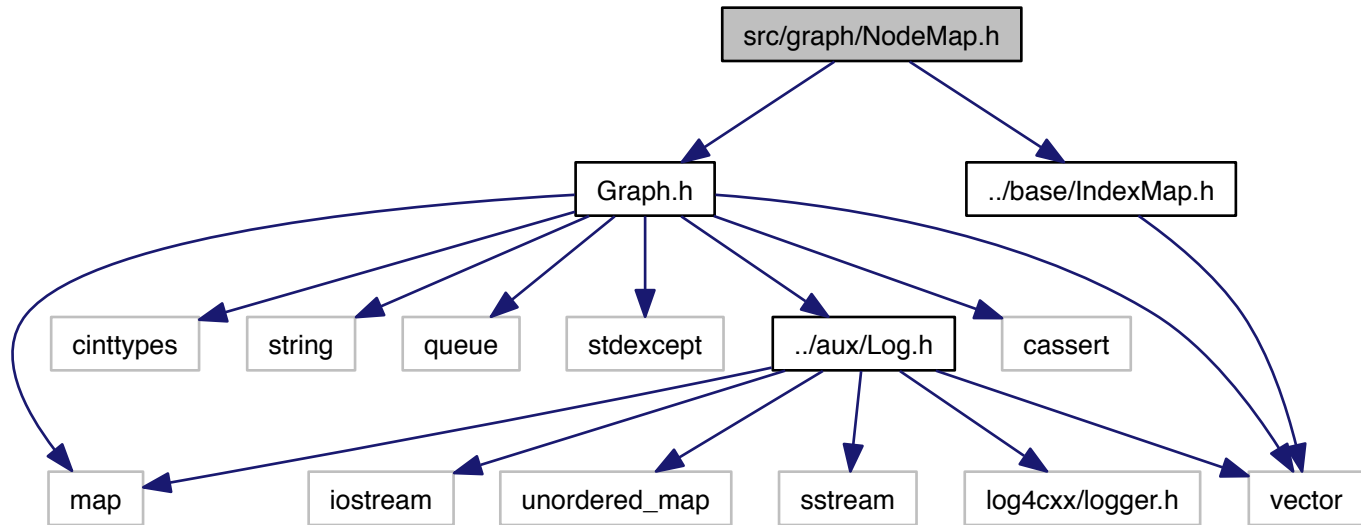 src/graph/NodeMap.h
Graph.h
../base/IndexMap.h
cinttypes
string
queue
stdexcept
../aux/Log.h
cassert
map
iostream
unordered_map
sstream
log4cxx/logger.h
vector